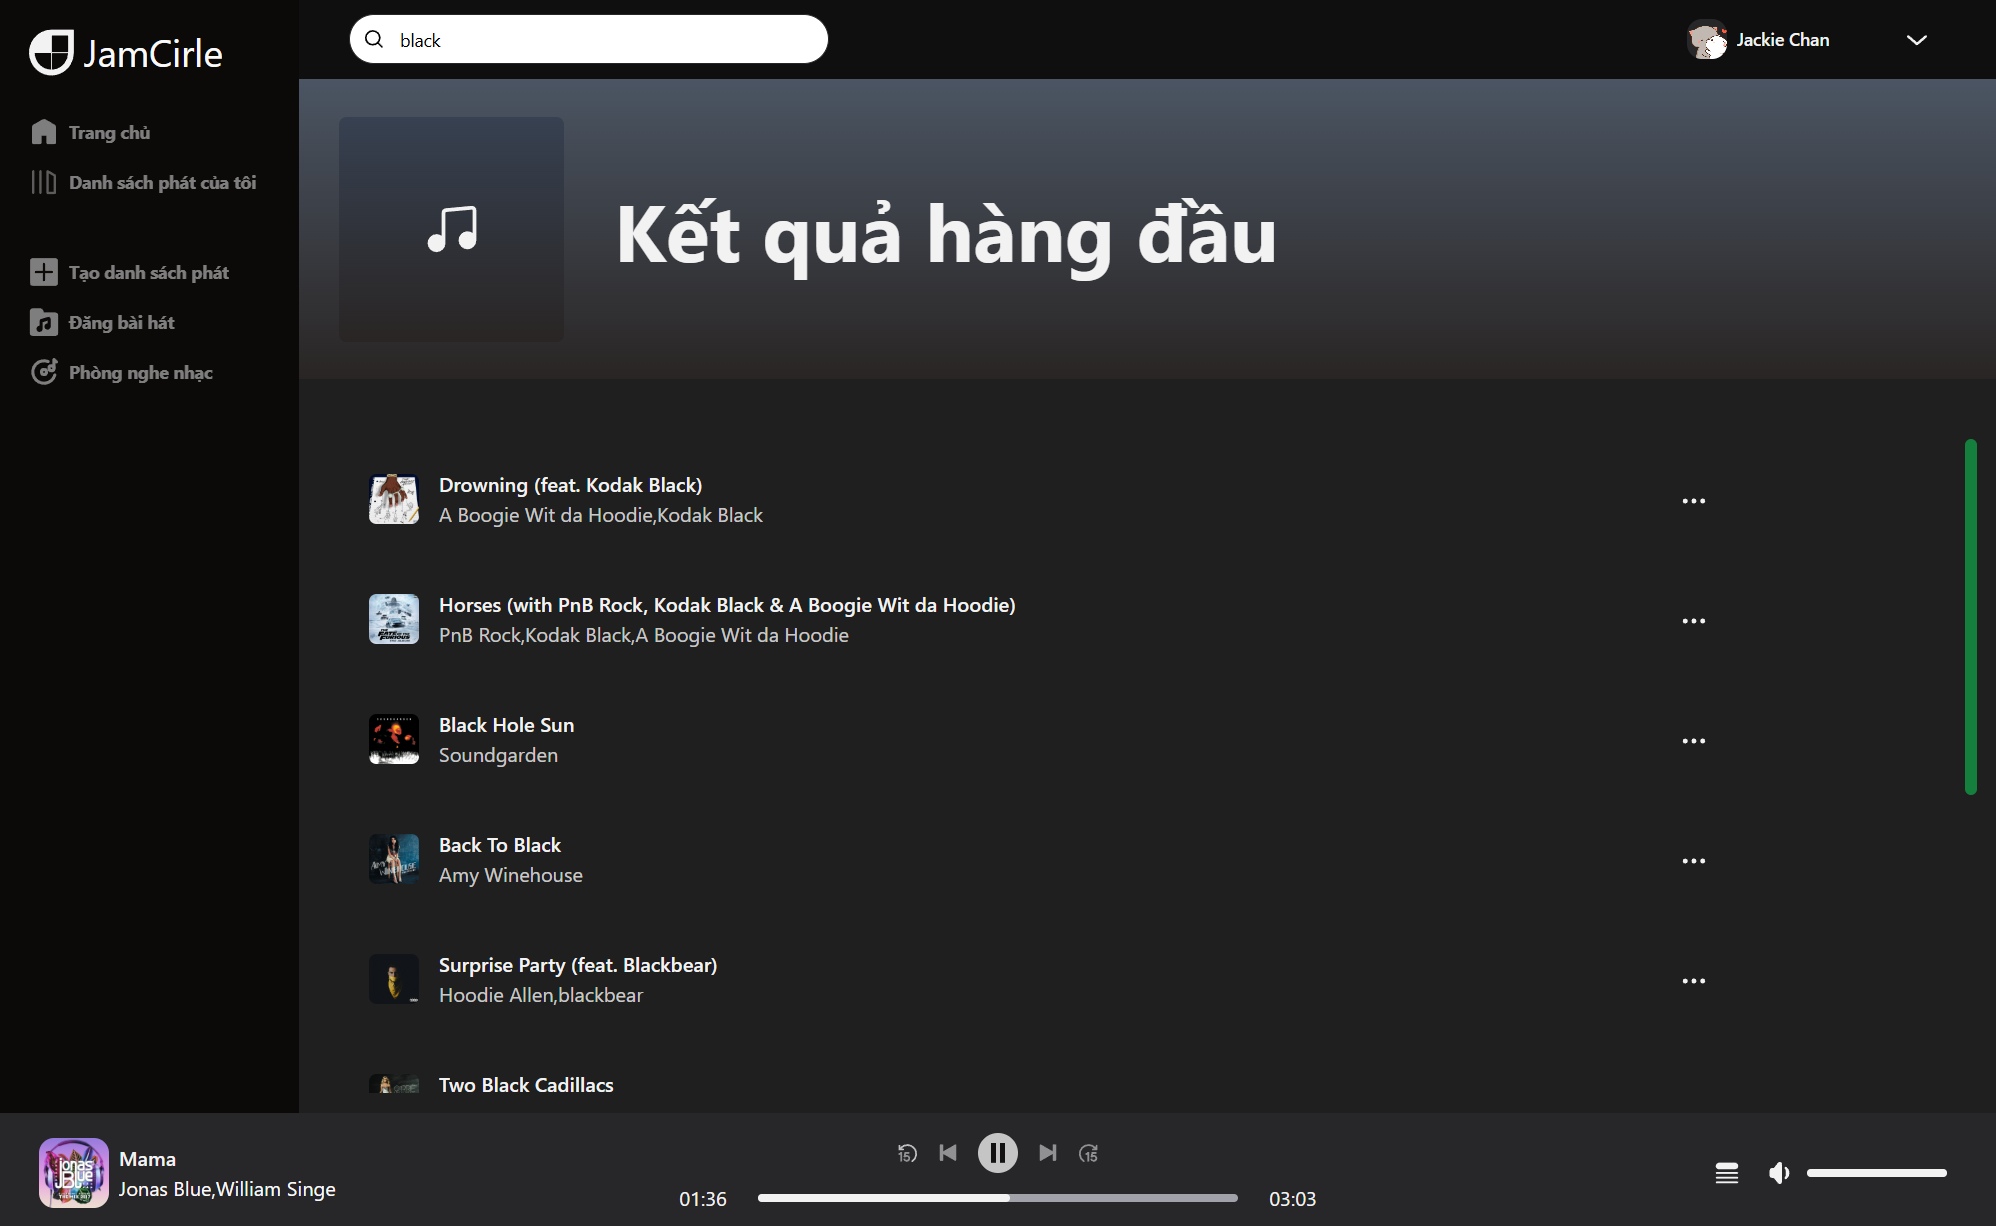 JamCirle
black
Jackie Chan
Trang chủ
Danh sách phát của tôi
Tạo danh sách phát
Đăng bài hát
Phòng nghe nhạc
Kết quả hàng đầu
Drowning (feat. Kodak Black)
A Boogie Wit da Hoodie,Kodak Black
Horses (with PnB Rock, Kodak Black & A Boogie Wit da Hoodie)
PnB Rock,Kodak Black,A Boogie Wit da Hoodie
Black Hole Sun
Soundgarden
Back To Black
Amy Winehouse
Surprise Party (feat. Blackbear)
Hoodie Allen,blackbear
Two Black Cadillacs
Jonas
Blue
Mama
Jonas Blue,William Singe
15
15
01:36
03:03